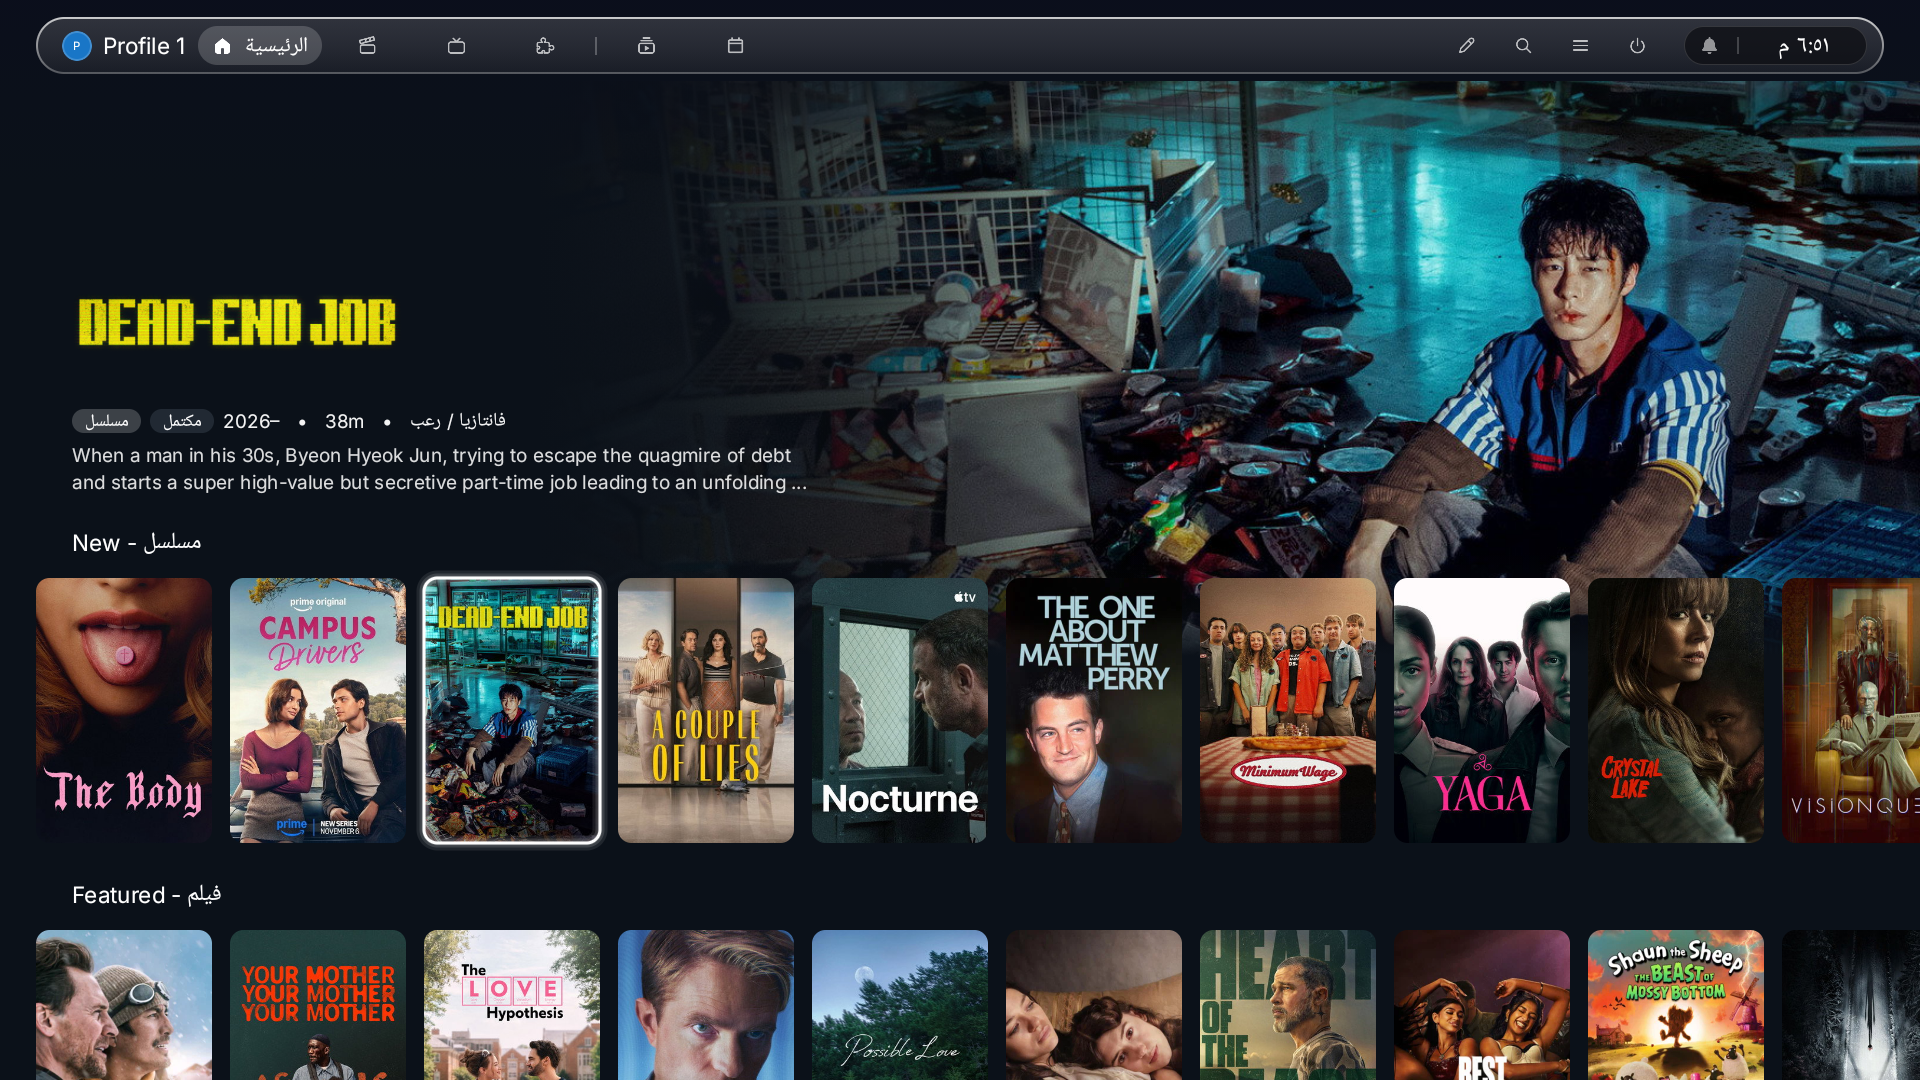 P Profile 1 الرئيسية
٦:٥١ م
DEAD-END JOB
مسلسل مكتمل 2026– • 38m • فانتازيا / رعب
When a man in his 30s, Byeon Hyeok Jun, trying to escape the quagmire of debt
and starts a super high-value but secretive part-time job leading to an unfolding ...
New - مسلسل
The Body
prime original
CAMPUS
Drivers
prime
NEW SERIES
NOVEMBER 6
DEAD-END JOB
A COUPLE
OF LIES
tv
Nocturne
THE ONE
ABOUT
MATTHEW
PERRY
Minimum Wage
YAGA
CRYSTAL
LAKE
VISIONQUE
Featured - فيلم
YOUR MOTHER
YOUR MOTHER
YOUR MOTHER
The
LOVE
Hypothesis
Possible Love
HEART
OF
THE
BEST
Shaun the Sheep
THE BEAST OF
MOSSY BOTTOM